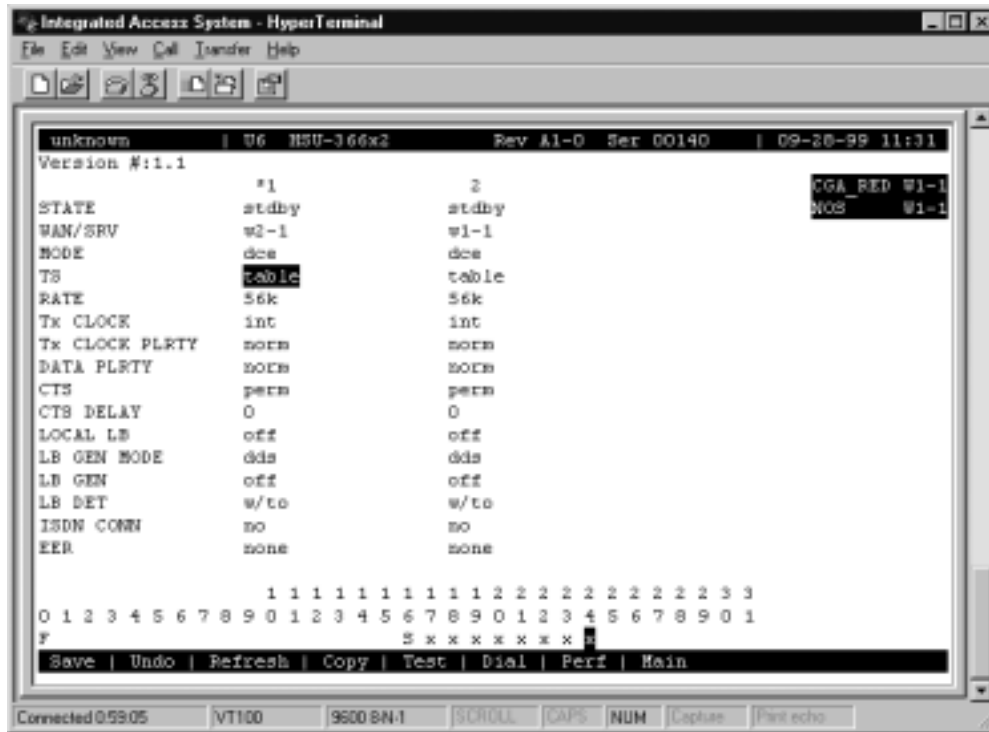 Integrated Access System - HyperTerminal
File Edit View Call Transfer Help
unknown | U6 HSU-366x2 Rev A1-0 Ser 00140 | 09-28-99 11:31
Version #:1.1
*1 2 CGA_RED W1-1
STATE stdby stdby NOS W1-1
WAN/SRV w2-1 w1-1
MODE dce dce
TS table table
RATE 56k 56k
Tx CLOCK int int
Tx CLOCK PLRTY norm norm
DATA PLRTY norm norm
CTS perm perm
CTS DELAY 0 0
LOCAL LB off off
LB GEN MODE dds dds
LB GEN off off
LB DET w/to w/to
ISDN CONN no no
EER none none
1 1 1 1 1 1 1 1 1 1 2 2 2 2 2 2 2 2 2 2 3 3
0 1 2 3 4 5 6 7 8 9 0 1 2 3 4 5 6 7 8 9 0 1 2 3 4 5 6 7 8 9 0 1
F S x x x x x x x x
Save | Undo | Refresh | Copy | Test | Dial | Perf | Main
Connected 0:59:05 VT100 9600 8-N-1 SCROLL CAPS NUM Capture Print echo